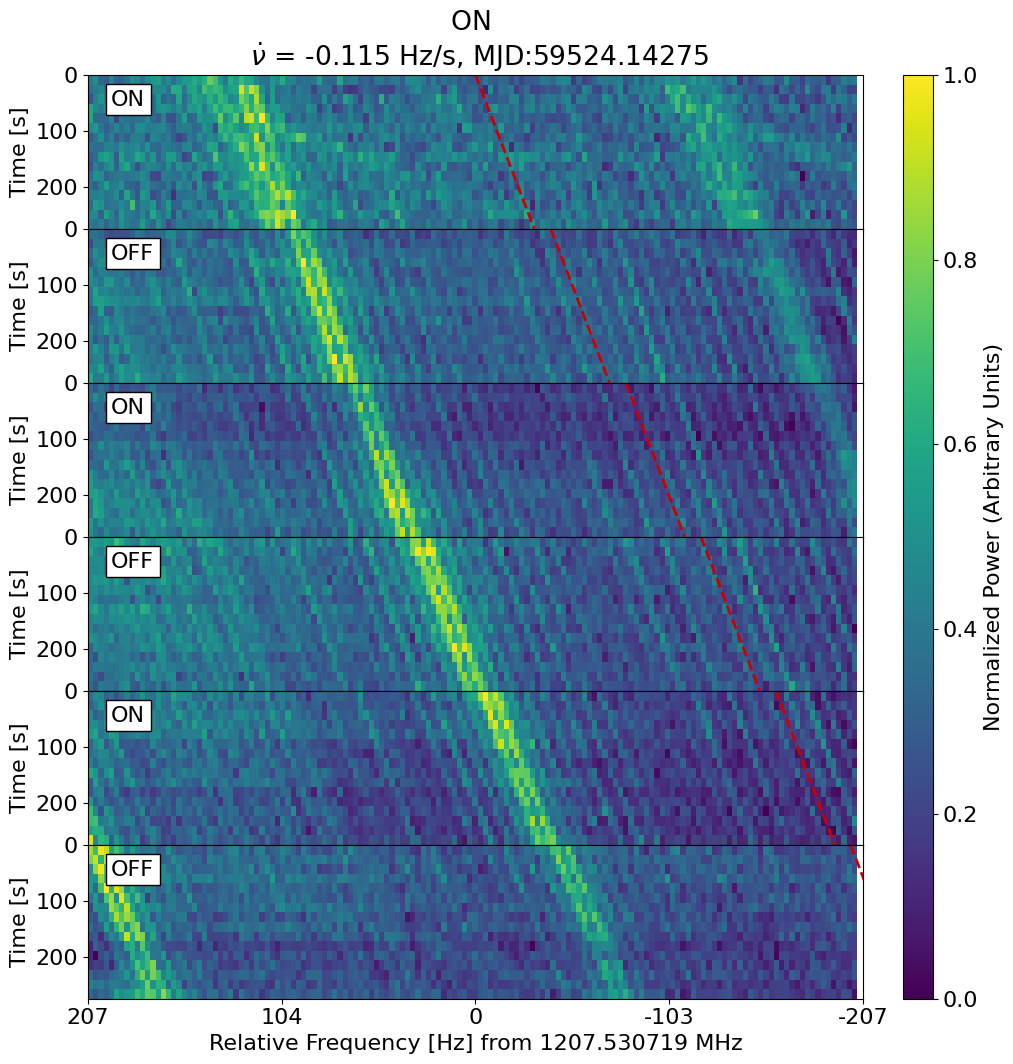 ON
ν̇ = -0.115 Hz/s, MJD:59524.14275
0
ON
100
Time [s]
200
0
OFF
100
Time [s]
200
0
ON
100
Time [s]
200
0
OFF
100
Time [s]
200
0
ON
100
Time [s]
200
0
OFF
100
Time [s]
200
207 104 0 -103 -207
Relative Frequency [Hz] from 1207.530719 MHz
1.0
0.8
0.6
0.4
0.2
0.0
Normalized Power (Arbitrary Units)